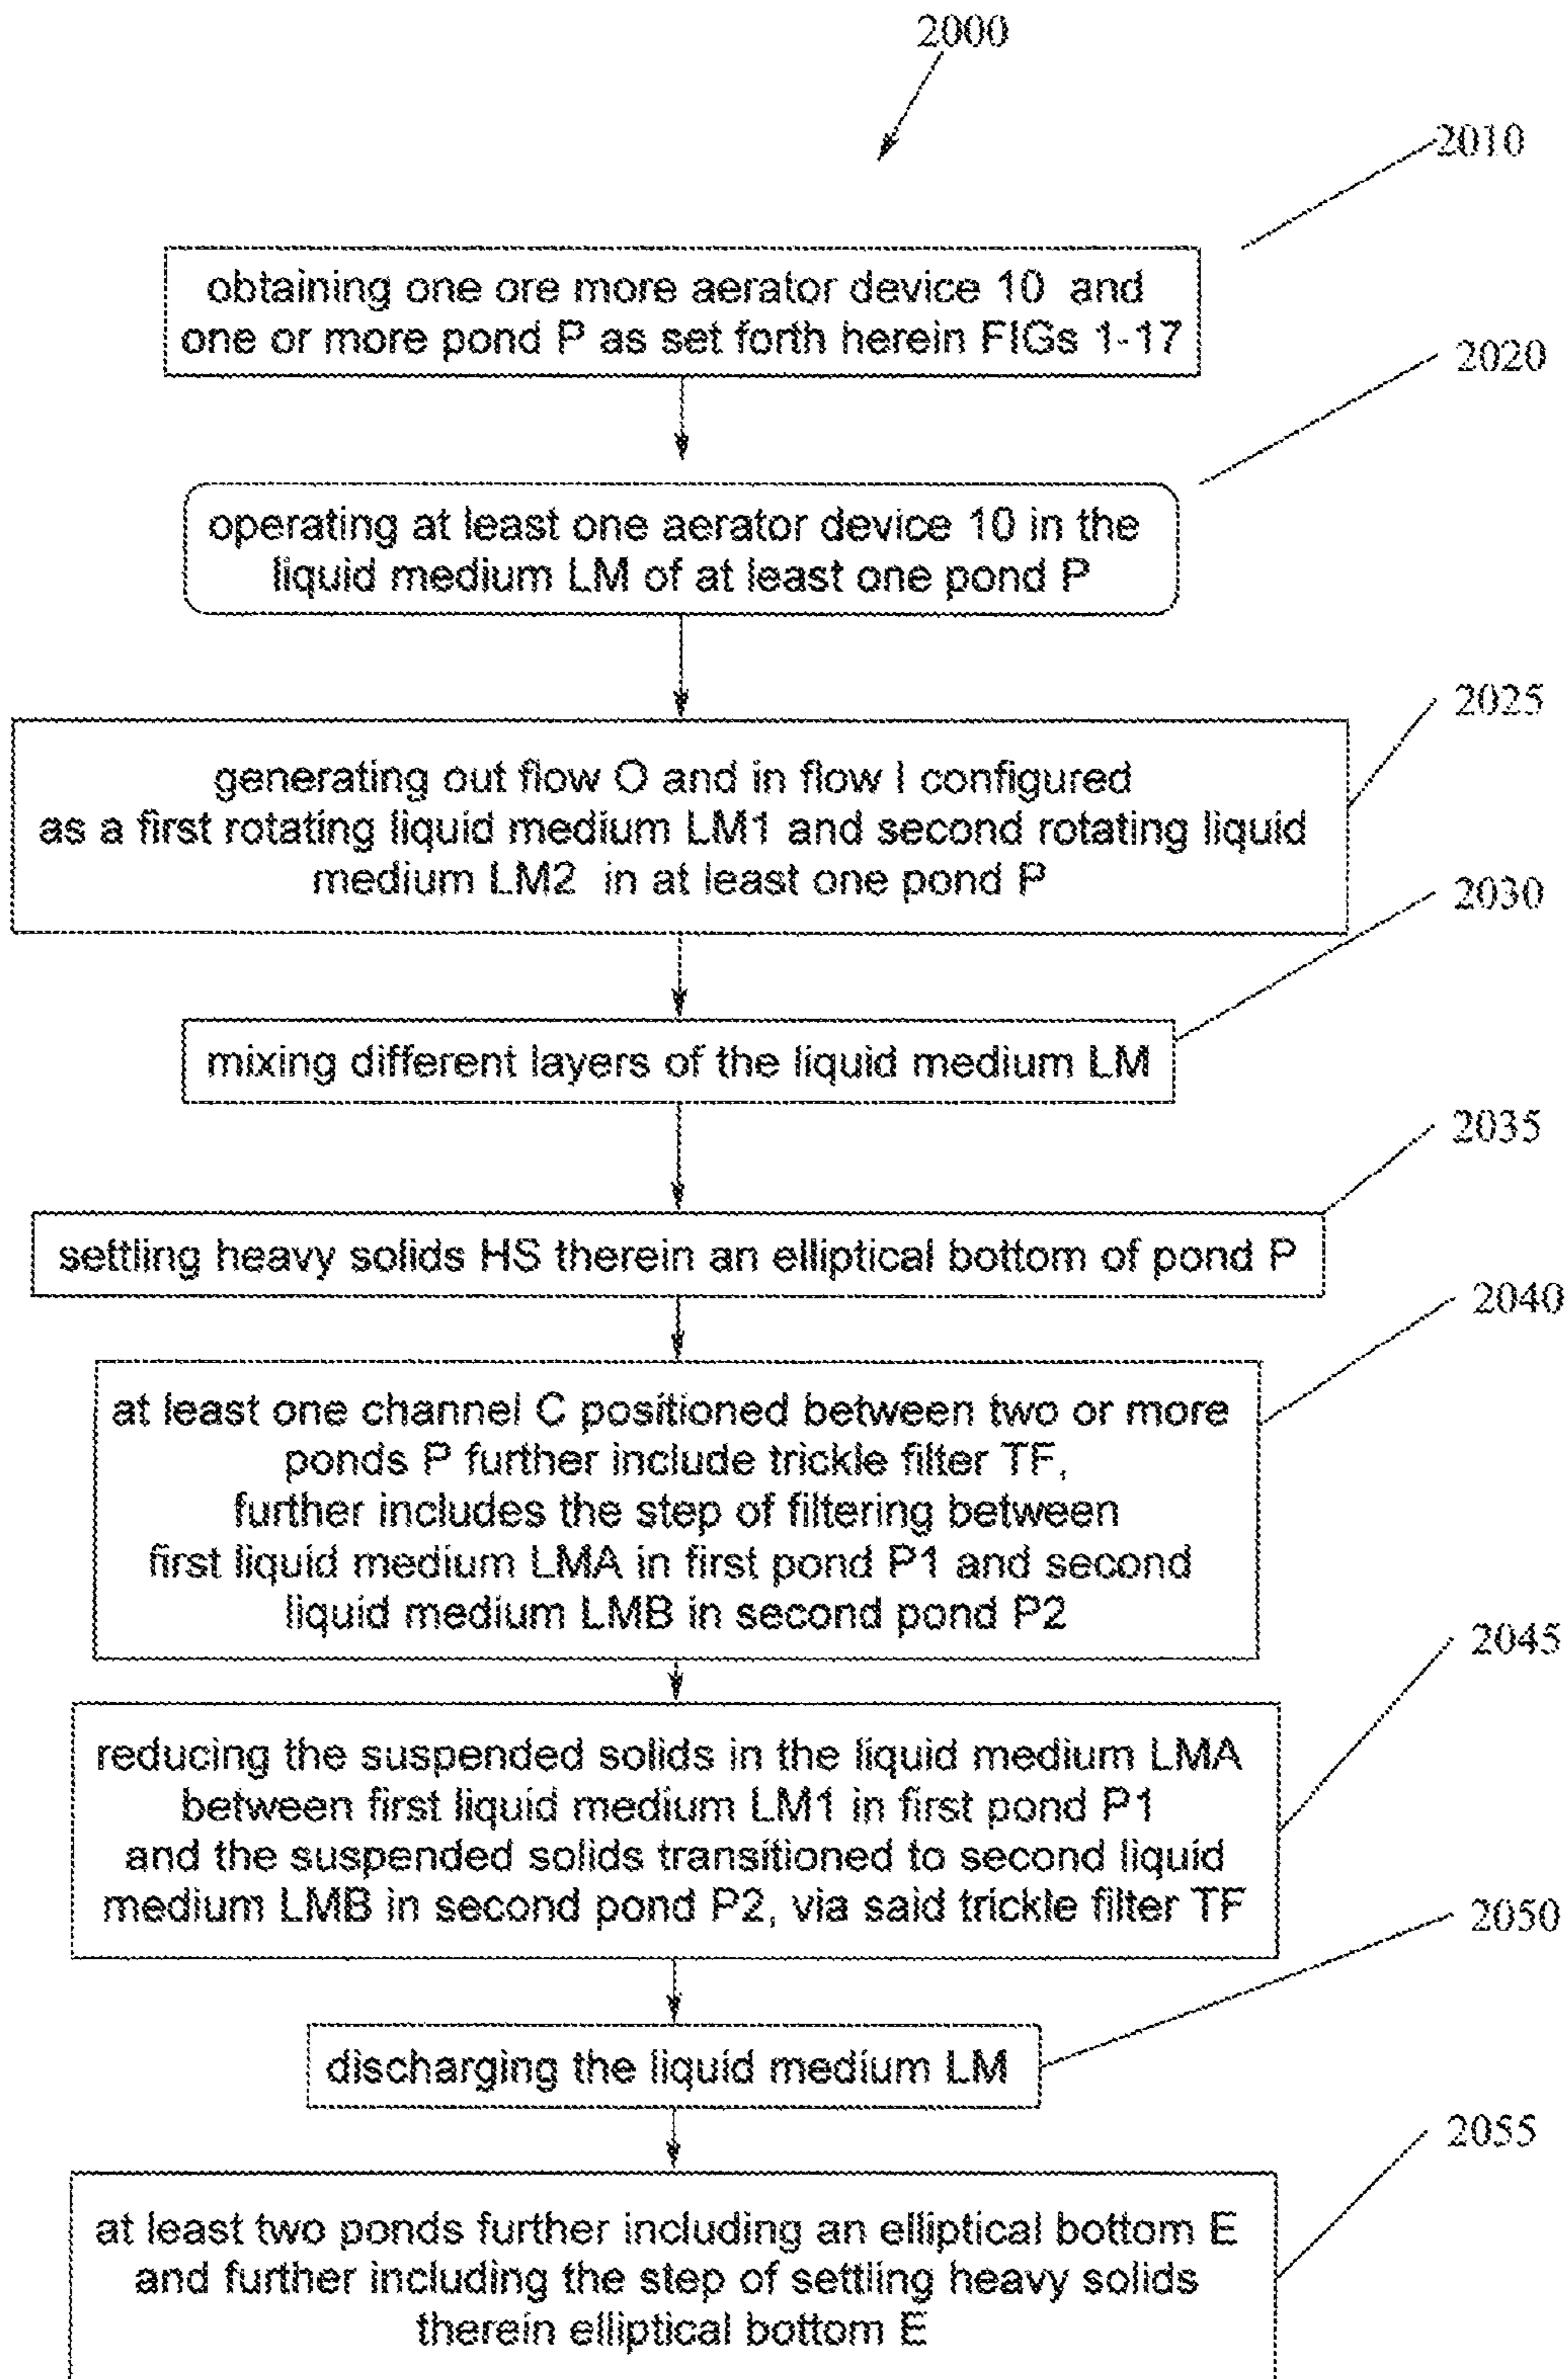 2000
2010
obtaining one ore more aerator device 10 and
one or more pond P as set forth herein FIGs 1-17
2020
operating at least one aerator device 10 in the
liquid medium LM of at least one pond P
2025
generating out flow O and in flow I configured
as a first rotating liquid medium LM1 and second rotating liquid
medium LM2 in at least one pond P
2030
mixing different layers of the liquid medium LM
2035
settling heavy solids HS therein an elliptical bottom of pond P
2040
at least one channel C positioned between two or more
ponds P further include trickle filter TF,
further includes the step of filtering between
first liquid medium LMA in first pond P1 and second
liquid medium LMB in second pond P2
2045
reducing the suspended solids in the liquid medium LMA
between first liquid medium LM1 in first pond P1
and the suspended solids transitioned to second liquid
medium LMB in second pond P2, via said trickle filter TF
2050
discharging the liquid medium LM
2055
at least two ponds further including an elliptical bottom E
and further including the step of settling heavy solids
therein elliptical bottom E